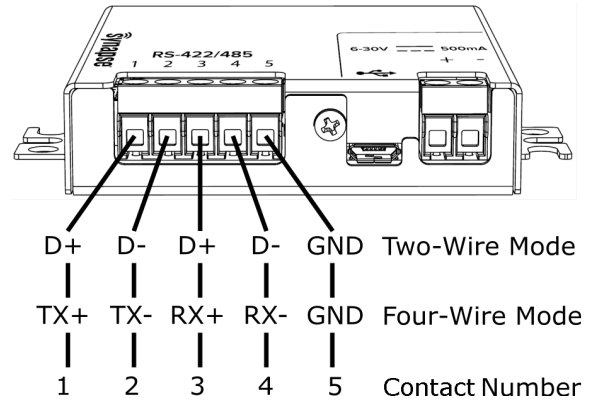 synapse
RS-422/485
1 2 3 4 5
6-30V 500mA
+ -
D+ D- D+ D- GND Two-Wire Mode
TX+ TX- RX+ RX- GND Four-Wire Mode
1 2 3 4 5 Contact Number